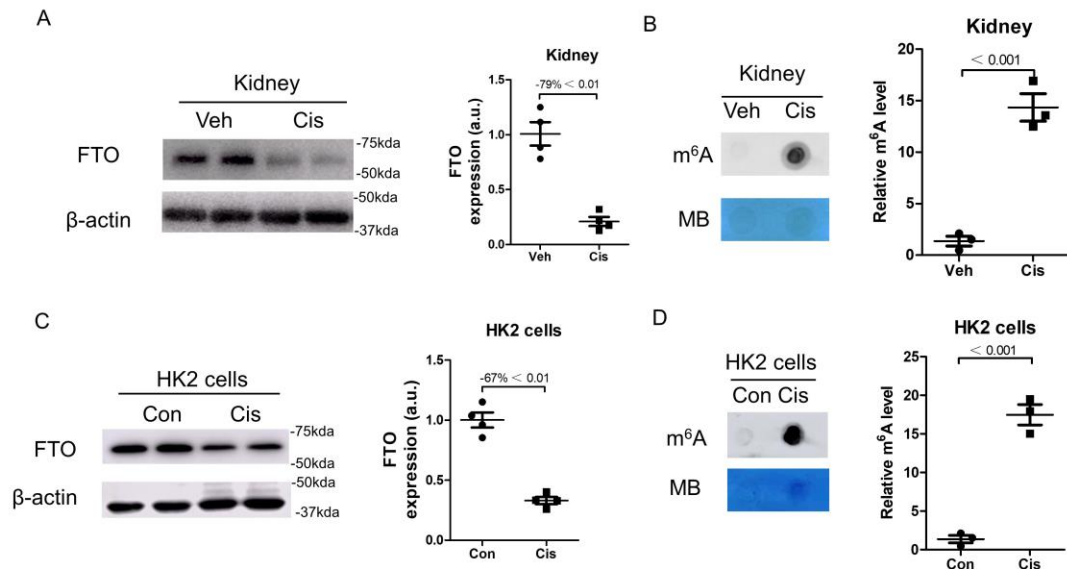 A
Kidney
Veh Cis
FTO
-75kda
-50kda
β-actin
-50kda
-37kda
Kidney
-79% < 0.01
FTO
expression (a.u.)
1.5
1.0
0.5
0.0
Veh Cis
B
Kidney
Veh Cis
m⁶A
MB
Kidney
< 0.001
Relative m⁶A level
20
15
10
5
0
Veh Cis
C
HK2 cells
Con Cis
FTO
-75kda
-50kda
β-actin
-50kda
-37kda
HK2 cells
-67% < 0.01
FTO
expression (a.u.)
1.5
1.0
0.5
0.0
Con Cis
D
HK2 cells
Con Cis
m⁶A
MB
HK2 cells
< 0.001
Relative m⁶A level
25
20
15
10
5
0
Con Cis